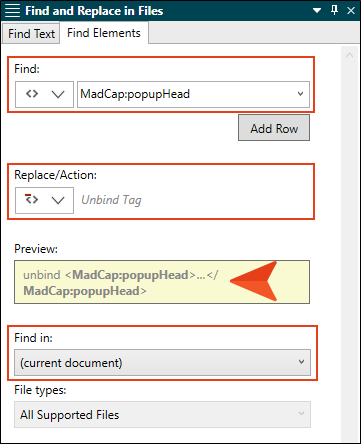 Find and Replace in Files
Find Text Find Elements
Find:
MadCap:popupHead
Add Row
Replace/Action:
Unbind Tag
Preview:
unbind <MadCap:popupHead>...</
MadCap:popupHead>
Find in:
(current document)
File types:
All Supported Files